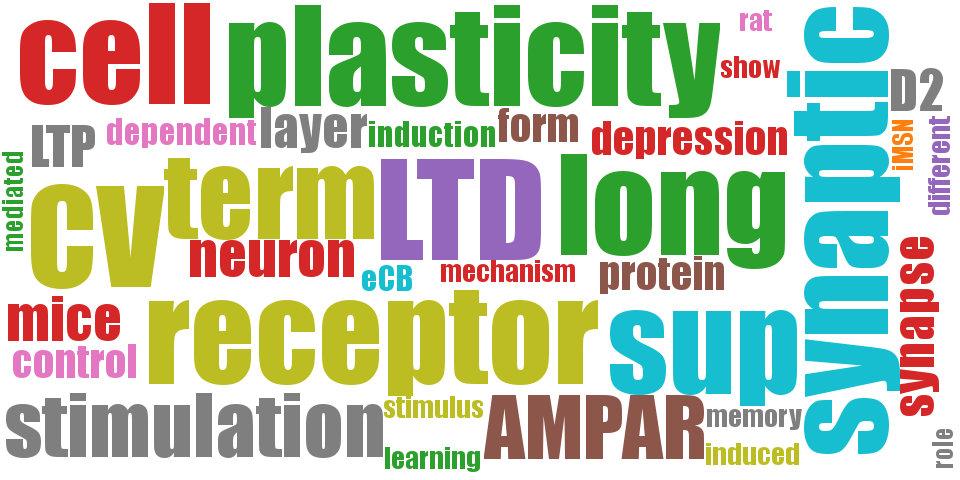 cell
plasticity
rat
show
synaptic
D2
LTP
dependent
layer
induction
form
depression
iMSN
different
mediated
CV
term
LTD
long
neuron
eCB
mechanism
protein
synapse
mice
control
receptor
sup
stimulation
stimulus
AMPAR
memory
learning
induced
role